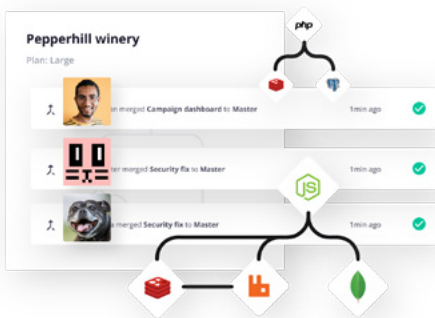 Pepperhill winery
php
Plan: Large
merged Campaign dashboard to Master
1min ago
merged Security fix to Master
1min ago
JS
merged Security fix to Master
1min ago